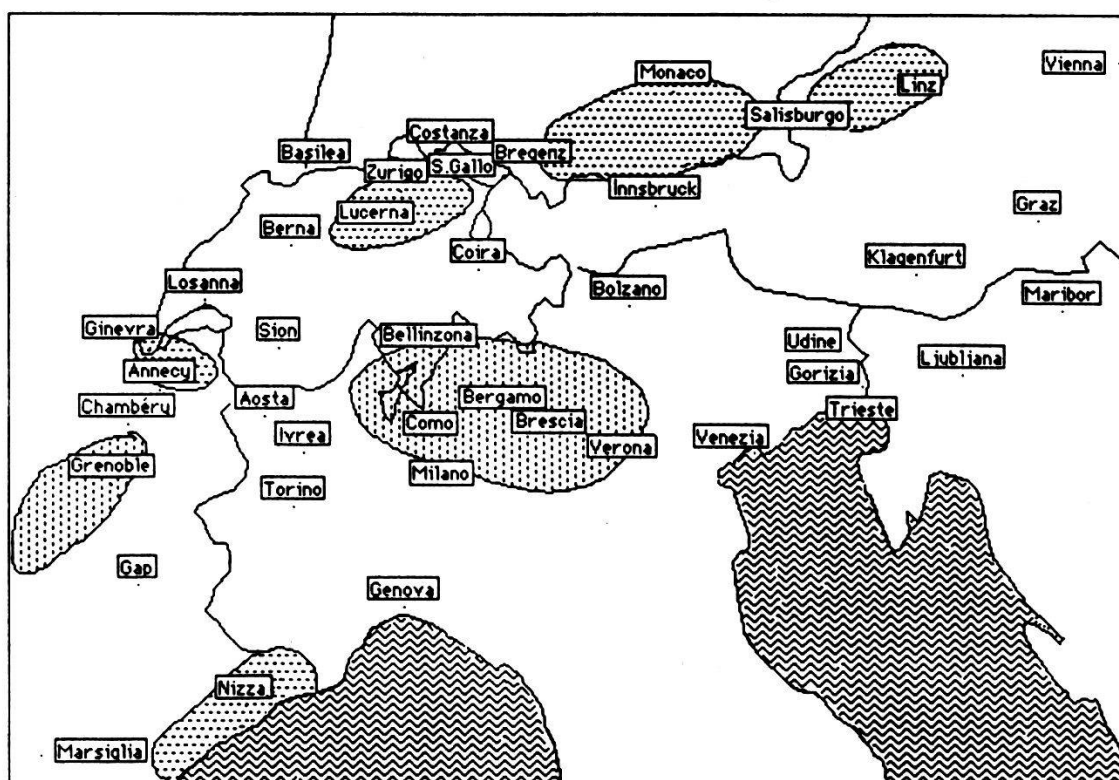 Vienna
Monaco
Linz
Salisburgo
Costanza
Basilea
Bregenz
S.Gallo
Zurigo
Innsbruck
Lucerna
Graz
Berna
Coira
Klagenfurt
Losanna
Bolzano
Maribor
Ginevra
Sion
Bellinzona
Udine
Ljubliana
Annecy
Gorizia
Chambéry
Aosta
Bergamo
Trieste
Como
Brescia
Ivrea
Venezia
Verona
Grenoble
Milano
Torino
Gap
Genova
Nizza
Marsiglia